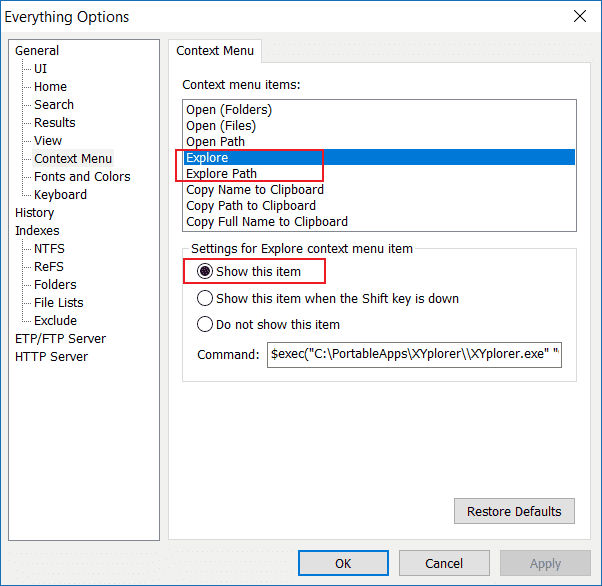 Everything Options
General
UI
Home
Search
Results
View
Context Menu
Fonts and Colors
Keyboard
History
Indexes
NTFS
ReFS
Folders
File Lists
Exclude
ETP/FTP Server
HTTP Server
Context Menu
Context menu items:
Open (Folders)
Open (Files)
Open Path
Explore
Explore Path
Copy Name to Clipboard
Copy Path to Clipboard
Copy Full Name to Clipboard
Settings for Explore context menu item
Show this item
Show this item when the Shift key is down
Do not show this item
Command: $exec("C:\PortableApps\XYplorer\\XYplorer.exe" "
Restore Defaults
OK Cancel Apply